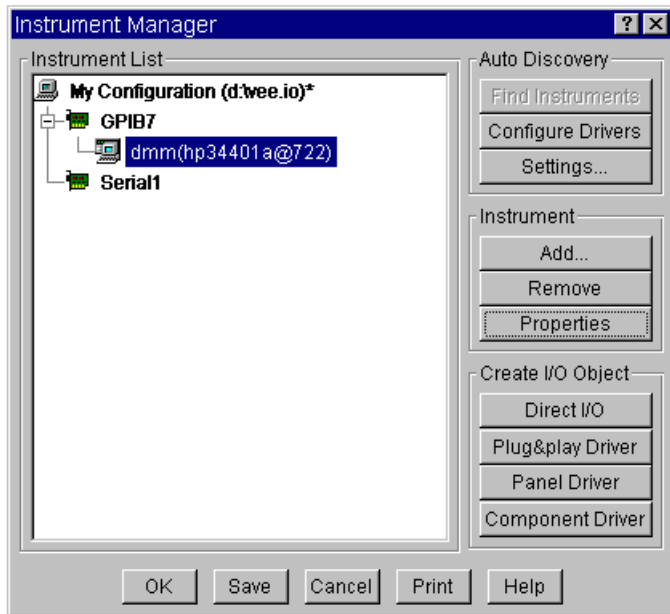 Instrument Manager
Instrument List
My Configuration (d:\vee.io)*
GPIB7
dmm(hp34401a@722)
Serial1
Auto Discovery
Find Instruments
Configure Drivers
Settings...
Instrument
Add...
Remove
Properties
Create I/O Object
Direct I/O
Plug&play Driver
Panel Driver
Component Driver
OK Save Cancel Print Help